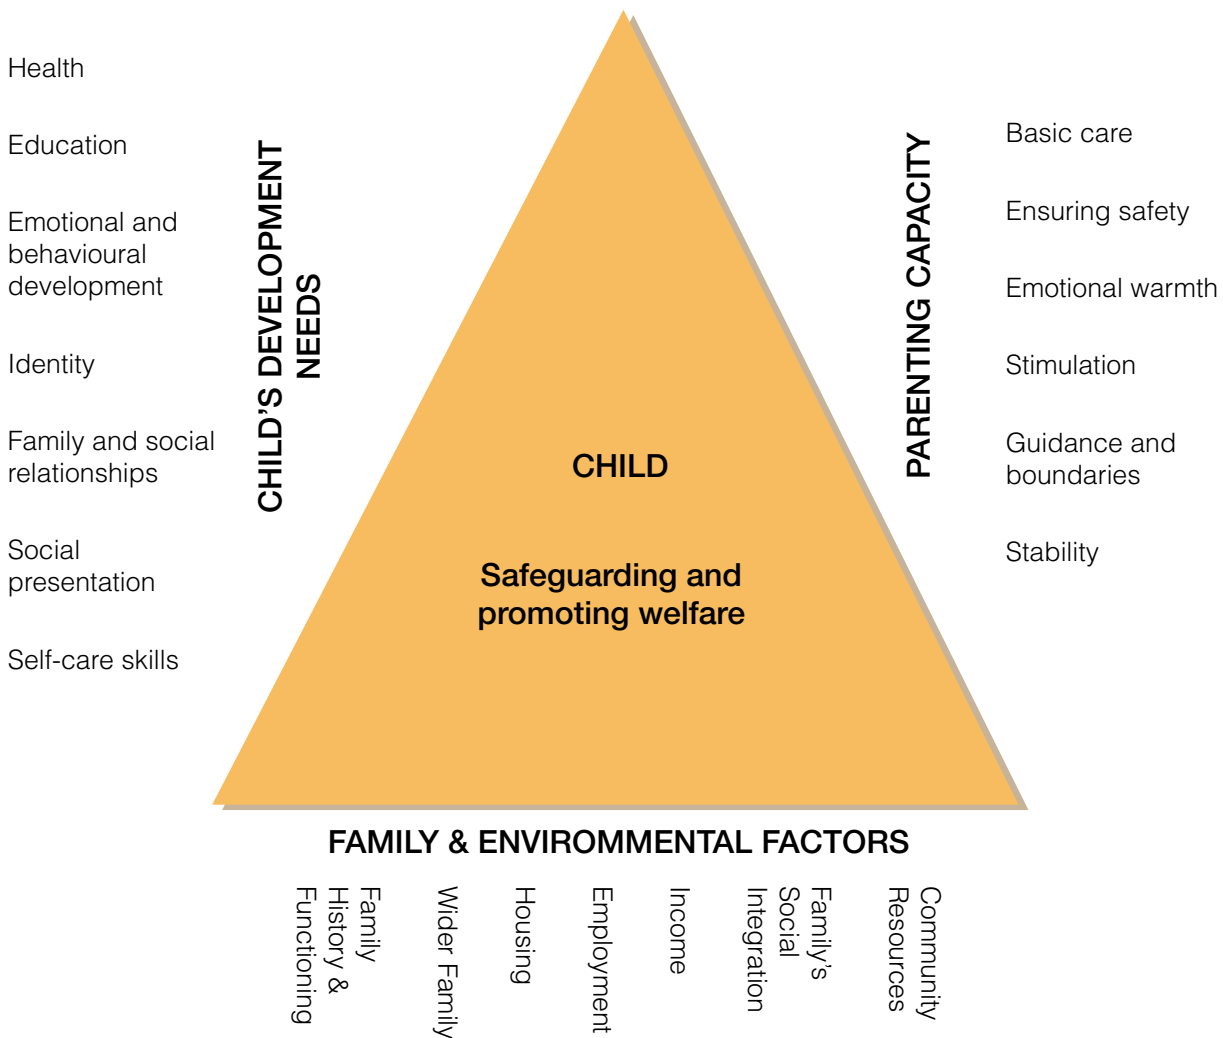 Health
Education
Emotional and
behavioural
development
Identity
Family and social
relationships
Social
presentation
Self-care skills
CHILD’S DEVELOPMENT
NEEDS
CHILD
Safeguarding and
promoting welfare
PARENTING CAPACITY
Basic care
Ensuring safety
Emotional warmth
Stimulation
Guidance and
boundaries
Stability
FAMILY & ENVIROMMENTAL FACTORS
Family
History &
Functioning
Wider Family
Housing
Employment
Income
Family’s
Social
Integration
Community
Resources